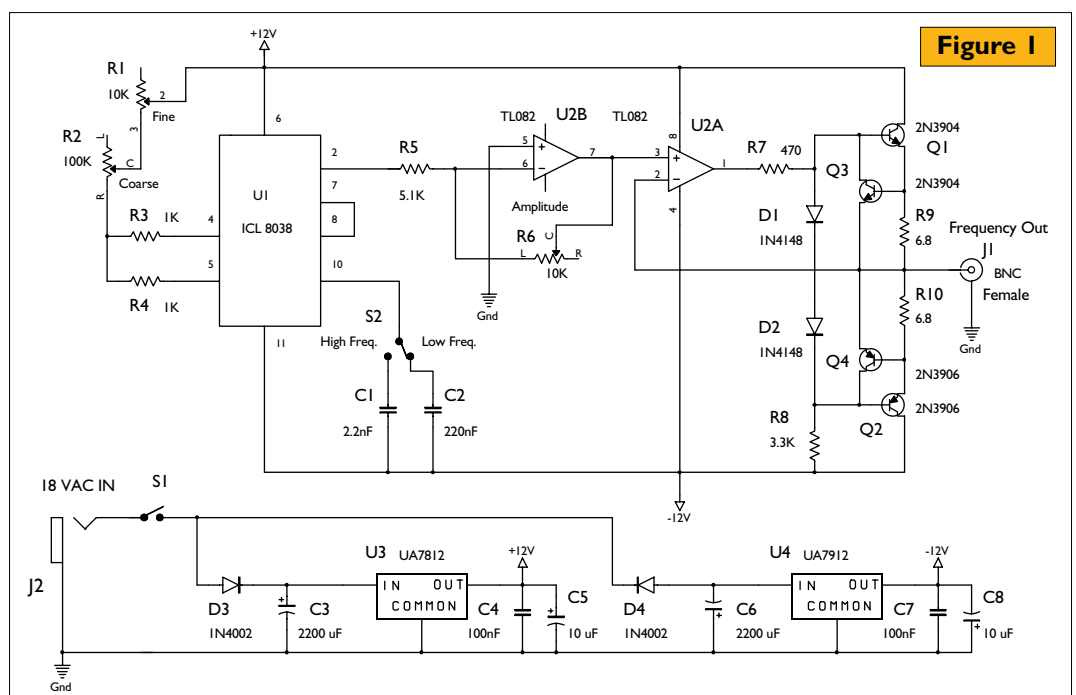 Figure 1
+12V
R1
10K
2
Fine
3
R2
100K
L
C
Coarse
R
R3 1K
R4 1K
6
U1
ICL 8038
4
5
2
7
8
10
11
R5
5.1K
TL082
U2B
5
+
6
−
7
Amplitude
R6
L
C
R
10K
Gnd
TL082
U2A
8
3
+
2
−
1
4
R7 470
D1
1N4148
D2
1N4148
R8
3.3K
2N3904
Q1
Q3
2N3904
R9
6.8
Frequency Out
J1
BNC
Female
Gnd
R10
6.8
Q4
2N3906
2N3906
Q2
S2
High Freq.
Low Freq.
C1
2.2nF
C2
220nF
-12V
18 VAC IN
S1
J2
Gnd
D3
1N4002
C3
+
2200 uF
U3
UA7812
IN OUT
COMMON
+12V
C4
100nF
C5
+
10 uF
D4
1N4002
C6
+
2200 uF
U4
UA7912
IN OUT
COMMON
-12V
C7
100nF
C8
+
10 uF